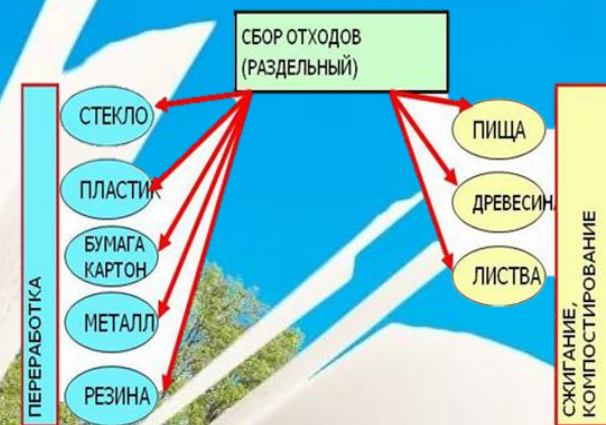 СБОР ОТХОДОВ
(РАЗДЕЛЬНЫЙ)
СТЕКЛО
ПЛАСТИК
БУМАГА
КАРТОН
МЕТАЛЛ
РЕЗИНА
ПЕРЕРАБОТКА
ПИЩА
ДРЕВЕСИНА
ЛИСТВА
СЖИГАНИЕ,
КОМПОСТИРОВАНИЕ